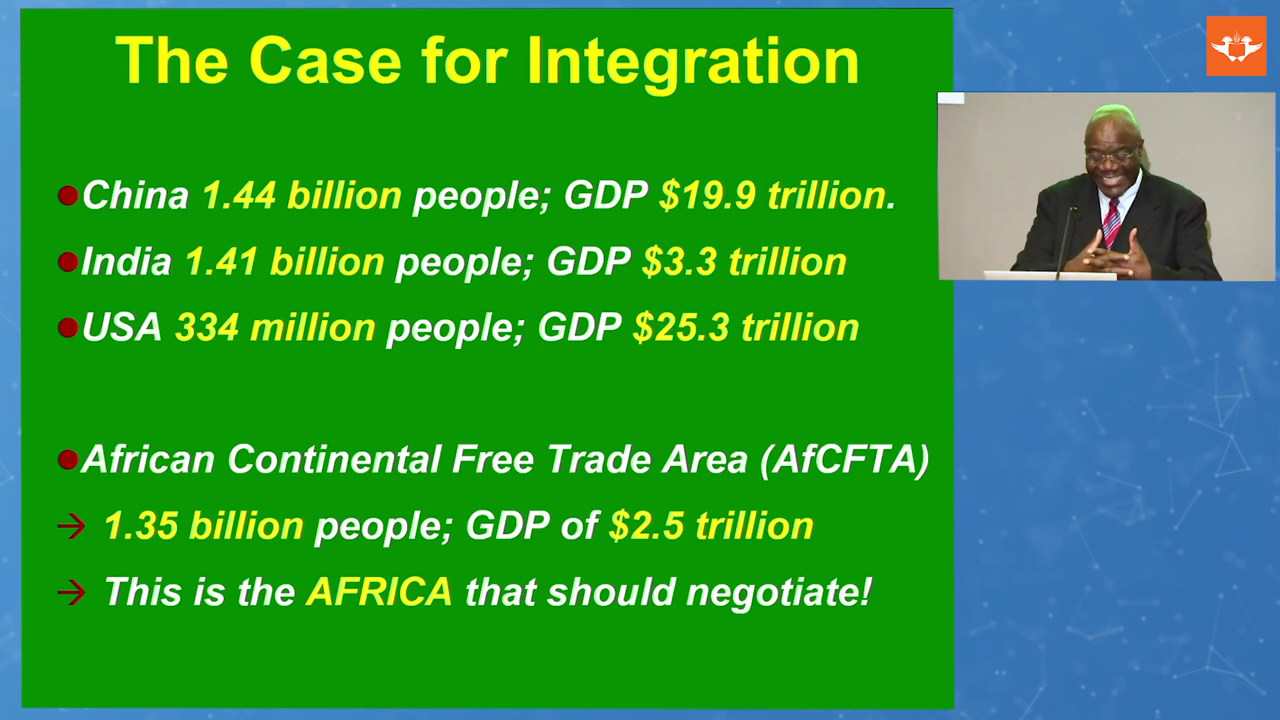 The Case for Integration
●China 1.44 billion people; GDP $19.9 trillion.
●India 1.41 billion people; GDP $3.3 trillion
●USA 334 million people; GDP $25.3 trillion
●African Continental Free Trade Area (AfCFTA)
→ 1.35 billion people; GDP of $2.5 trillion
→ This is the AFRICA that should negotiate!